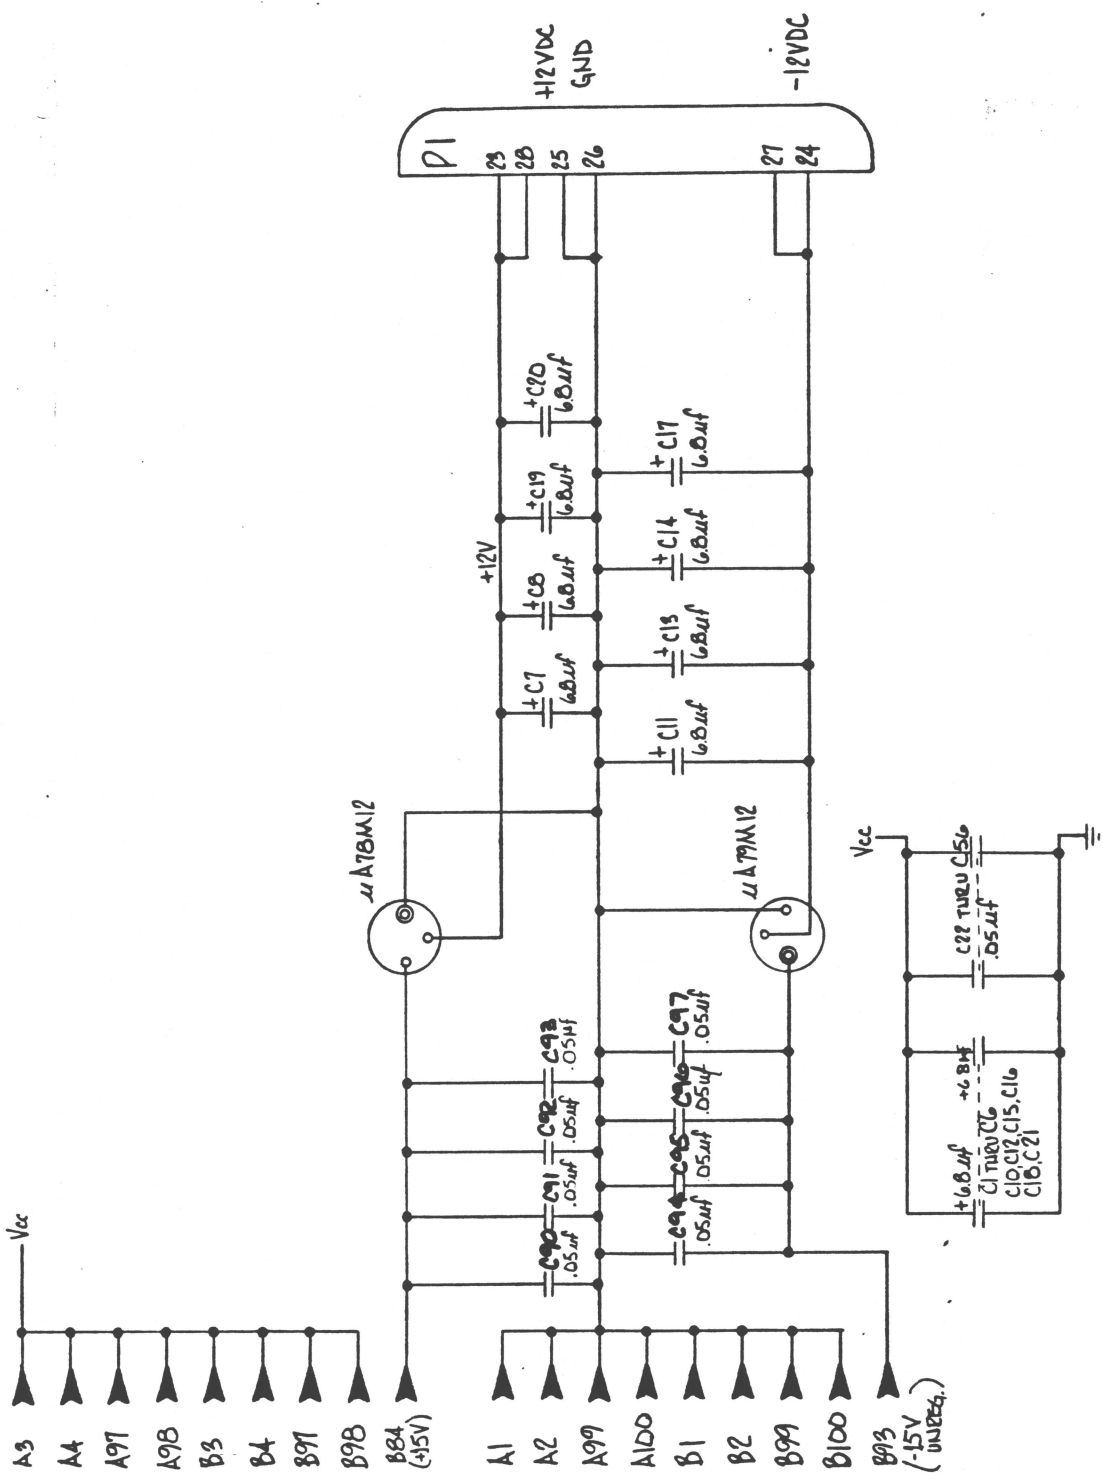 A3
A4
A97
A98
B3
B4
B97
B98
B84
(+15V)
A1
A2
A99
A100
B1
B2
B99
B100
B93
(-15V
UNREG.)
Vcc
C90
.05uf
C91
.05uf
C92
.05uf
C93
.05µf
C94
.05uf
C95
.05uf
C96
.05uf
C97
.05uf
uA78M12
uA79M12
+12V
+C7
6.8uf
+C8
6.8uf
+C19
6.8uf
+C20
6.8uf
+C11
6.8uf
+C13
6.8uf
+C14
6.8uf
+C17
6.8uf
P1
23
28
25
26
27
24
+12VDC
GND
-12VDC
Vcc
+6.8uf
+6.8uf
C1 THRU C6
C10, C12, C15, C16
C18, C21
C22 THRU C56
.05uf